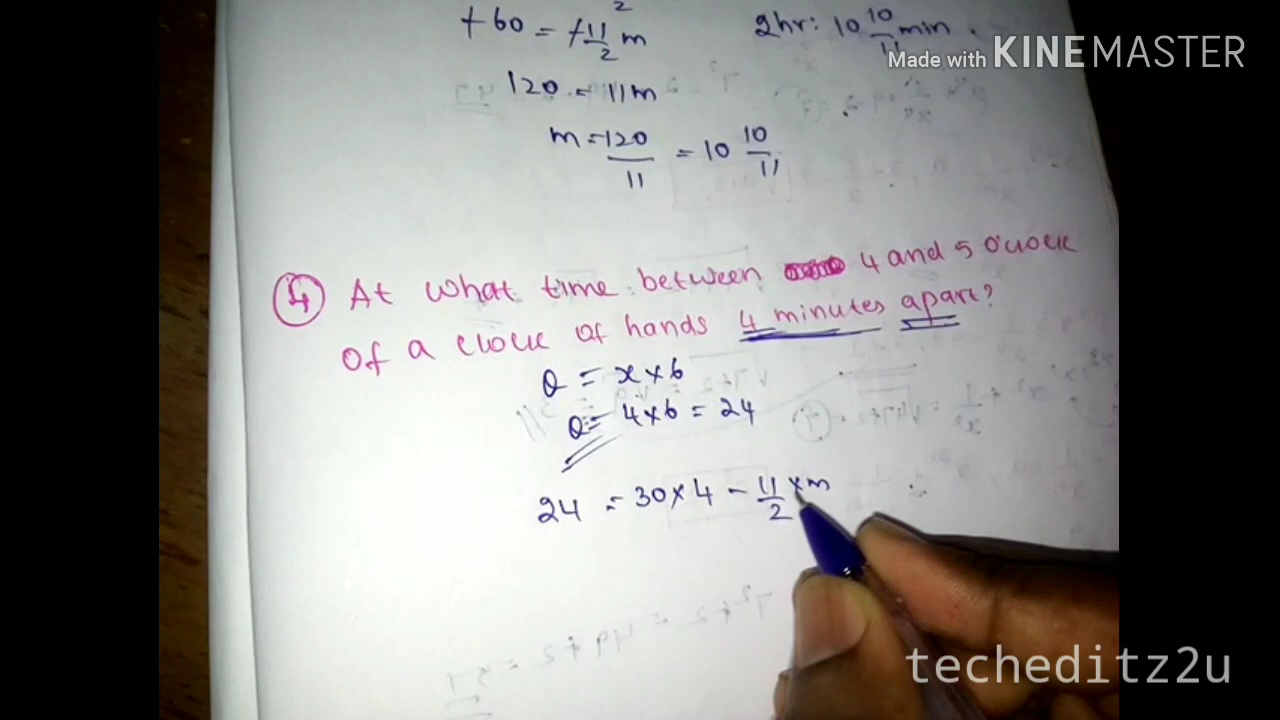 +60 = +11/2 m
2hr: 10 10/11 min.
Made with KINEMASTER
120 = 11m
m = 120/11 = 10 10/11
4 At what time between 4 and 5 O'clock
of a clock of hands 4 minutes apart?
Q = x×6
Q = 4×6 = 24
24 = 30×4 - 11/2 × m
techeditz2u